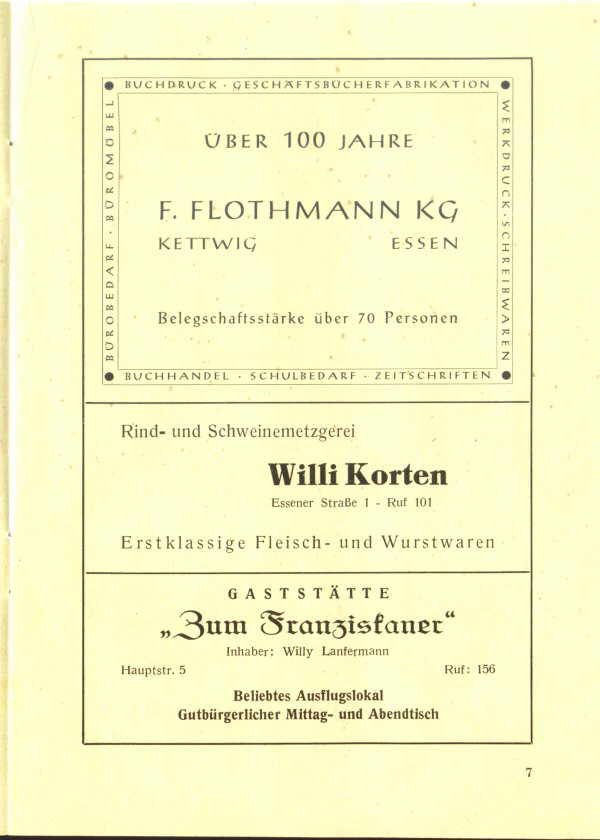 BUCHDRUCK · GESCHÄFTSBÜCHERFABRIKATION
BÜROBEDARF · BÜROMÖBEL
WERKDRUCK · SCHREIBWAREN
ÜBER 100 JAHRE
F. FLOTHMANN KG
KETTWIG ESSEN
Belegschaftsstärke über 70 Personen
BUCHHANDEL · SCHULBEDARF · ZEITSCHRIFTEN
Rind- und Schweinemetzgerei
Willi Korten
Essener Straße 1 - Ruf 101
Erstklassige Fleisch- und Wurstwaren
GASTSTÄTTE
„Zum Franziskaner“
Inhaber: Willy Lanfermann
Hauptstr. 5 Ruf: 156
Beliebtes Ausflugslokal
Gutbürgerlicher Mittag- und Abendtisch
7